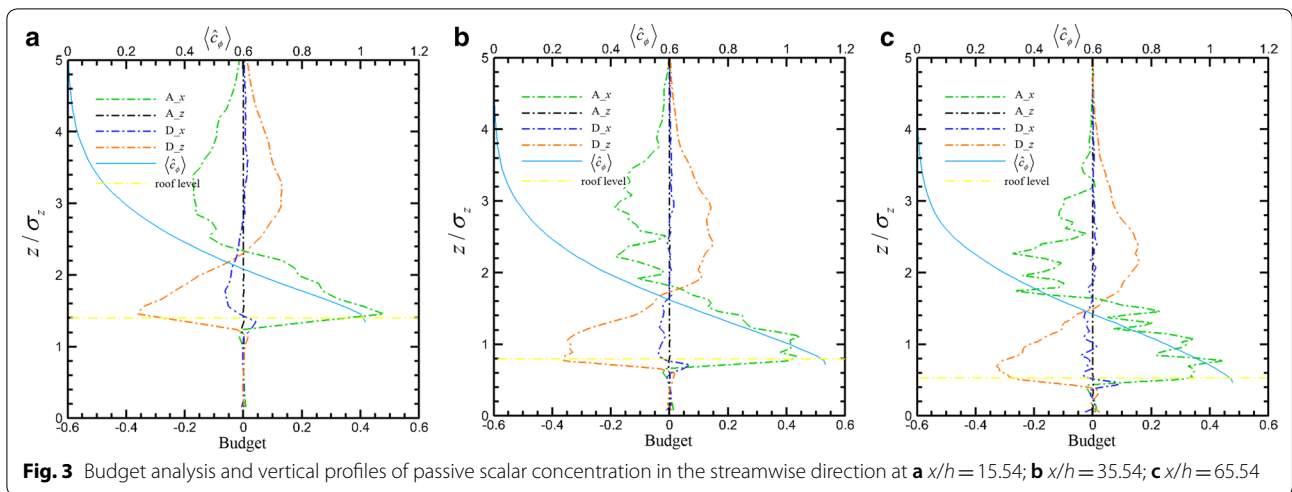 a
⟨ĉ_ϕ⟩
0 0.2 0.4 0.6 0.8 1 1.2
5
4
3
2
1
0
z / σ_z
A_x
A_z
D_x
D_z
⟨ĉ_ϕ⟩
roof level
-0.6 -0.4 -0.2 0 0.2 0.4 0.6
Budget
b
⟨ĉ_ϕ⟩
0 0.2 0.4 0.6 0.8 1 1.2
5
4
3
2
1
0
z / σ_z
A_x
A_z
D_x
D_z
⟨ĉ_ϕ⟩
roof level
-0.6 -0.4 -0.2 0 0.2 0.4 0.6
Budget
c
⟨ĉ_ϕ⟩
0 0.2 0.4 0.6 0.8 1 1.2
5
4
3
2
1
0
z / σ_z
A_x
A_z
D_x
D_z
⟨ĉ_ϕ⟩
roof level
-0.6 -0.4 -0.2 0 0.2 0.4 0.6
Budget
Fig. 3 Budget analysis and vertical profiles of passive scalar concentration in the streamwise direction at a x/h = 15.54; b x/h = 35.54; c x/h = 65.54